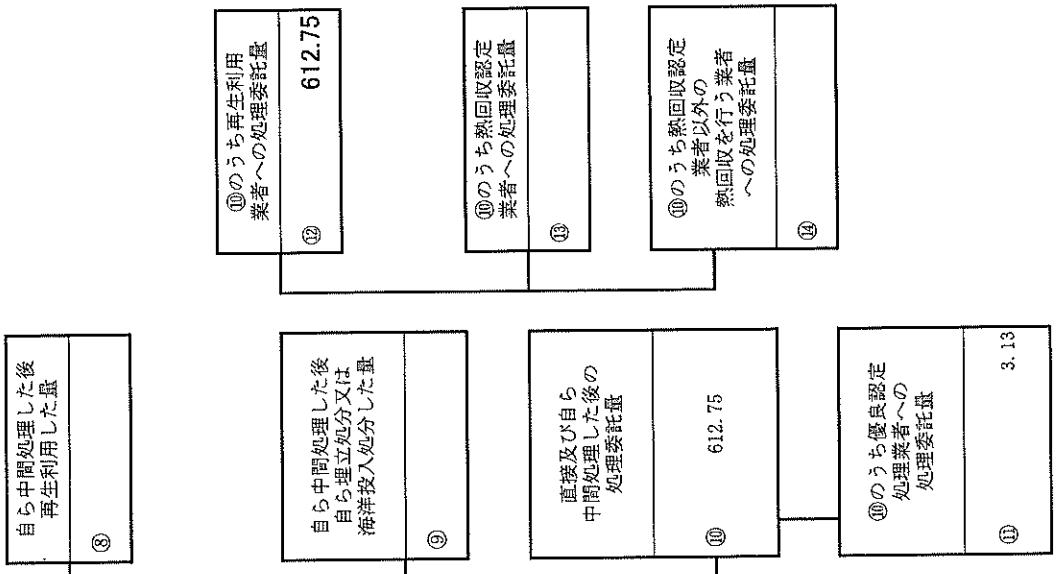 自ら中間処理した後
再生利用した量
⑧
自ら中間処理した後
自ら埋立処分又は
海洋投入処分した量
⑨
直接及び自ら
中間処理した後の
処理委託量
⑩ 612.75
⑩のうち優良認定
処理業者への
処理委託量
⑪ 3.13
⑩のうち再生利用
業者への処理委託量
⑫ 612.75
⑩のうち熱回収認定
業者への処理委託量
⑬
⑩のうち熱回収認定
業者以外の
熱回収を行う業者
への処理委託量
⑭